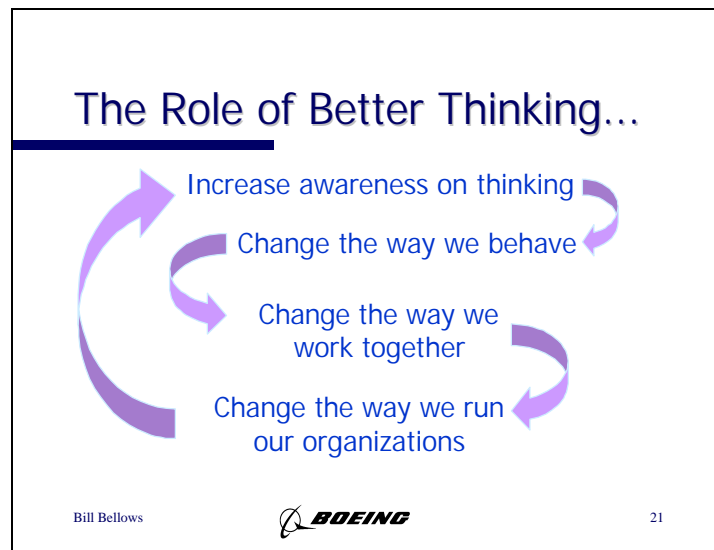 The Role of Better Thinking...
Increase awareness on thinking
Change the way we behave
Change the way we
work together
Change the way we run
our organizations
Bill Bellows
BOEING
21